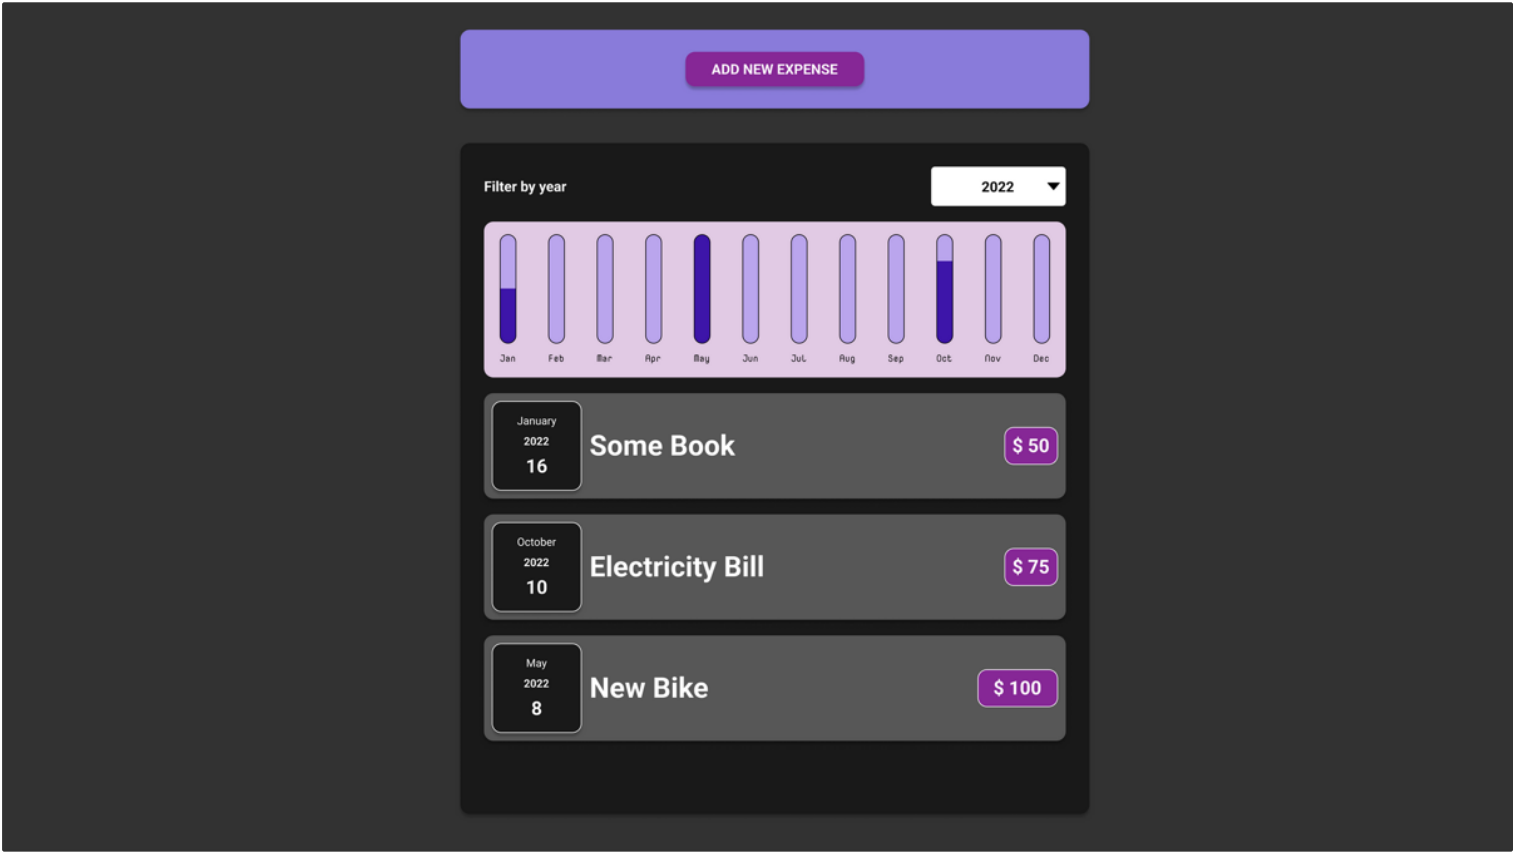 ADD NEW EXPENSE
Filter by year
2022
Jan Feb Mar Apr May Jun Jul Aug Sep Oct Nov Dec
January
2022
16
Some Book
$ 50
October
2022
10
Electricity Bill
$ 75
May
2022
8
New Bike
$ 100